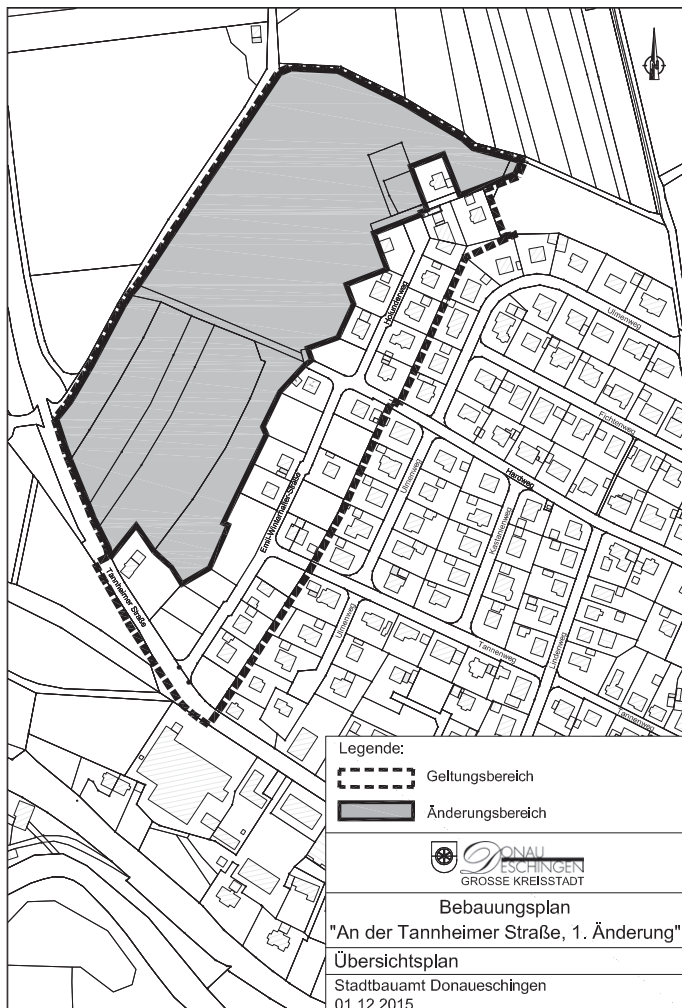 Ulmenweg
Holunderweg
Fichtenweg
Hardweg
Ulmenweg
Emil-Winterhalter-Straße
Kastanienweg
Tannheimer Straße
Ulmenweg
Tannenweg
Lindenweg
Tannenweg
Legende:
Geltungsbereich
Änderungsbereich
DONAU
ESCHINGEN
GROSSE KREISSTADT
Bebauungsplan
"An der Tannheimer Straße, 1. Änderung"
Übersichtsplan
Stadtbauamt Donaueschingen
01.12.2015